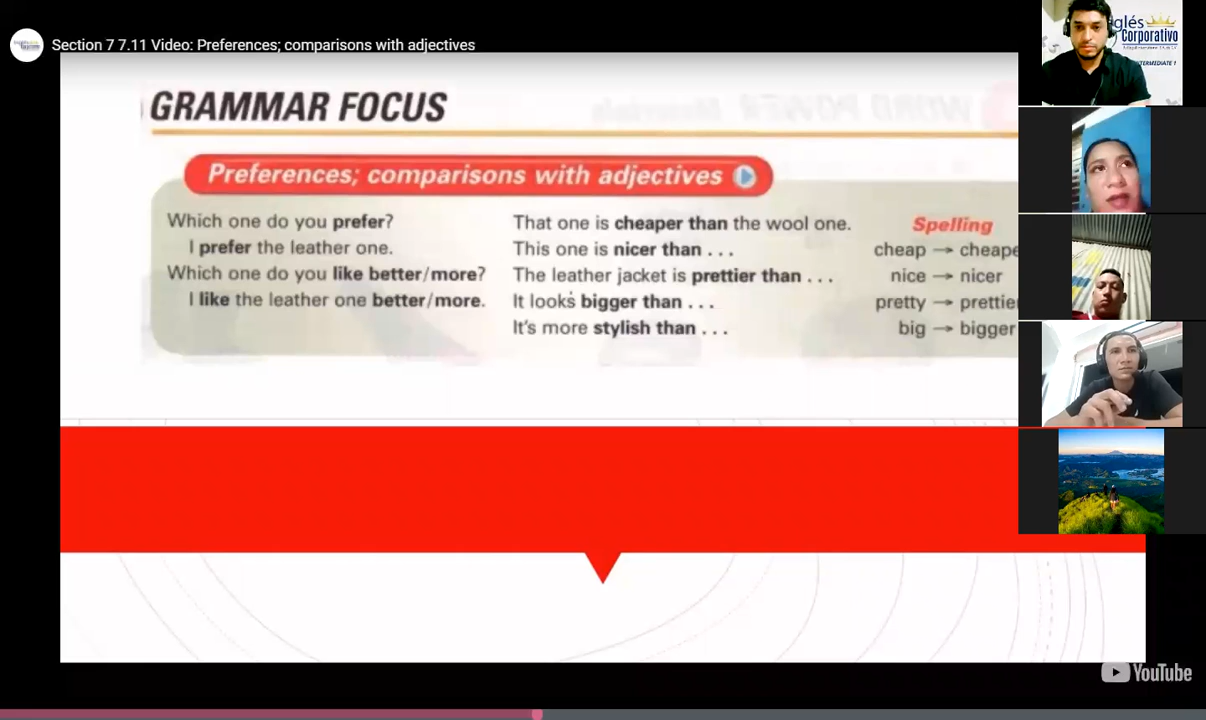 Section 7 7.11 Video: Preferences; comparisons with adjectives
glés
Corporativo
INTERMEDIATE 1
GRAMMAR FOCUS
Preferences; comparisons with adjectives
Which one do you prefer?
I prefer the leather one.
Which one do you like better/more?
I like the leather one better/more.
That one is cheaper than the wool one.
This one is nicer than . . .
The leather jacket is prettier than . . .
It looks bigger than . . .
It's more stylish than . . .
Spelling
cheap → cheape
nice → nicer
pretty → prettie
big → bigger
YouTube